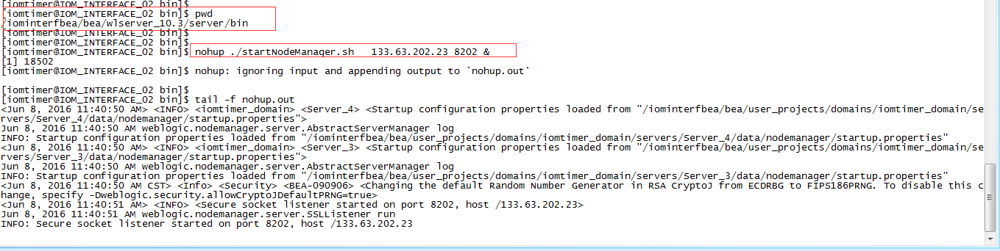 [iomtimer@IOM_INTERFACE_02 bin]$
[iomtimer@IOM_INTERFACE_02 bin]$ pwd
/iominterfbea/bea/wlserver_10.3/server/bin
[iomtimer@IOM_INTERFACE_02 bin]$
[iomtimer@IOM_INTERFACE_02 bin]$
[iomtimer@IOM_INTERFACE_02 bin]$ nohup ./startNodeManager.sh   133.63.202.23 8202 &
[1] 18502
[iomtimer@IOM_INTERFACE_02 bin]$ nohup: ignoring input and appending output to `nohup.out'
[iomtimer@IOM_INTERFACE_02 bin]$
[iomtimer@IOM_INTERFACE_02 bin]$ tail -f nohup.out
<Jun 8, 2016 11:40:50 AM> <INFO> <iomtimer_domain> <Server_4> <Startup configuration properties loaded from "/iominterfbea/bea/user_projects/domains/iomtimer_domain/se
rvers/Server_4/data/nodemanager/startup.properties">
Jun 8, 2016 11:40:50 AM weblogic.nodemanager.server.AbstractServerManager log
INFO: Startup configuration properties loaded from "/iominterfbea/bea/user_projects/domains/iomtimer_domain/servers/Server_4/data/nodemanager/startup.properties"
<Jun 8, 2016 11:40:50 AM> <INFO> <iomtimer_domain> <Server_3> <Startup configuration properties loaded from "/iominterfbea/bea/user_projects/domains/iomtimer_domain/se
rvers/Server_3/data/nodemanager/startup.properties">
Jun 8, 2016 11:40:50 AM weblogic.nodemanager.server.AbstractServerManager log
INFO: Startup configuration properties loaded from "/iominterfbea/bea/user_projects/domains/iomtimer_domain/servers/Server_3/data/nodemanager/startup.properties"
<Jun 8, 2016 11:40:50 AM CST> <Info> <Security> <BEA-090906> <Changing the default Random Number Generator in RSA CryptoJ from ECDRBG to FIPS186PRNG. To disable this c
hange, specify -Dweblogic.security.allowCryptoJDefaultPRNG=true>
<Jun 8, 2016 11:40:51 AM> <INFO> <Secure socket listener started on port 8202, host /133.63.202.23>
Jun 8, 2016 11:40:51 AM weblogic.nodemanager.server.SSLListener run
INFO: Secure socket listener started on port 8202, host /133.63.202.23